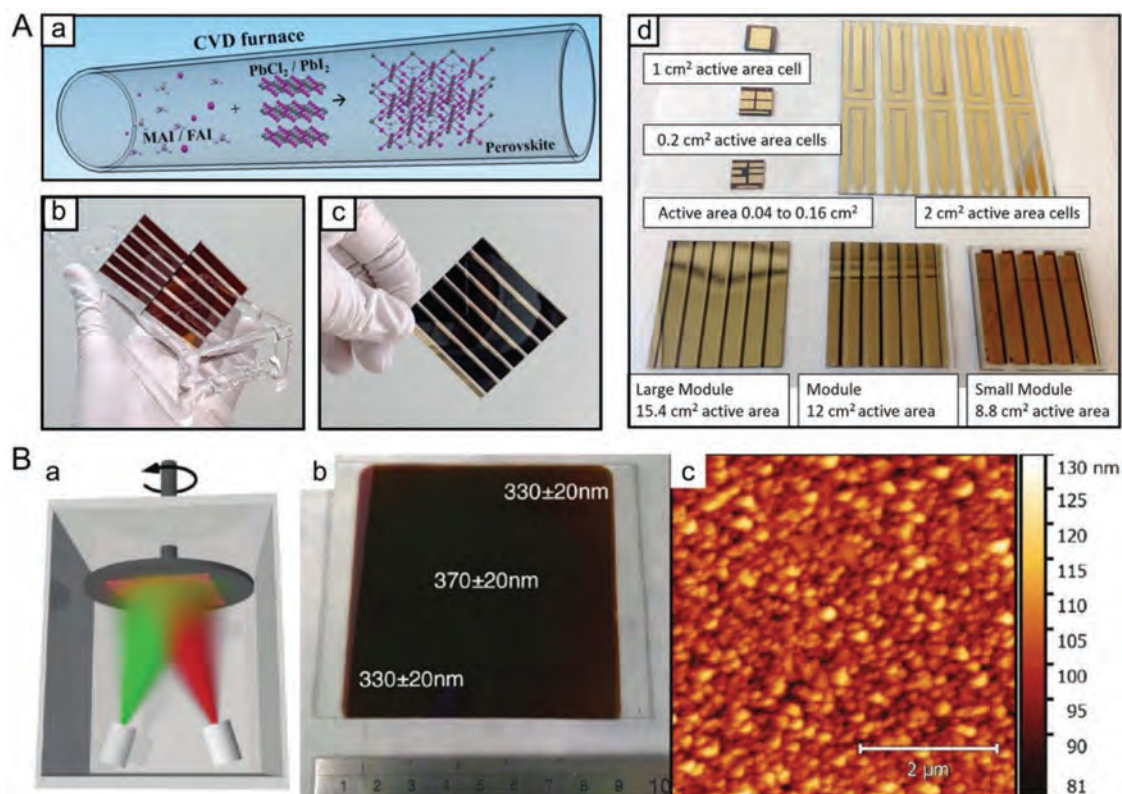 A
a
CVD furnace
PbCl₂ / PbI₂
+
MAI / FAI
Perovskite
b
c
d
1 cm² active area cell
0.2 cm² active area cells
Active area 0.04 to 0.16 cm²
2 cm² active area cells
Large Module
15.4 cm² active area
Module
12 cm² active area
Small Module
8.8 cm² active area
B
a
b
330±20nm
370±20nm
330±20nm
1 2 3 4 5 6 7 8 9 10
c
2 µm
130 nm
125
120
115
110
105
100
95
90
81